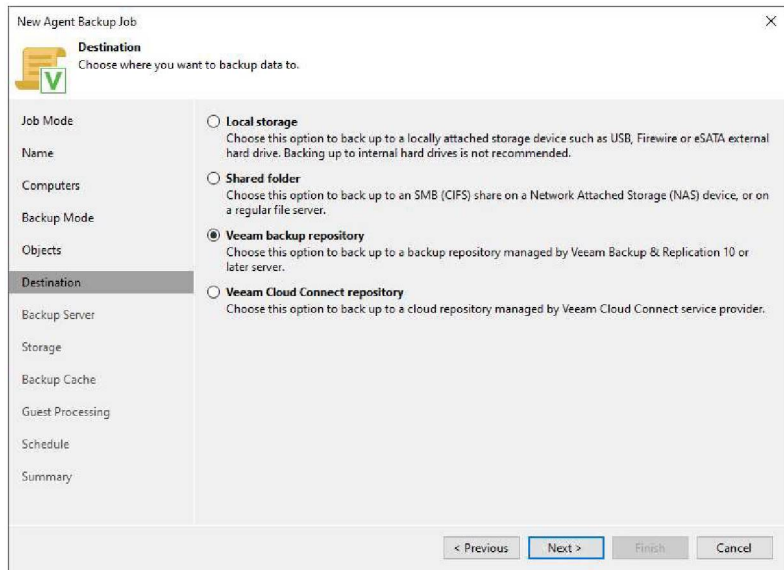 New Agent Backup Job
Destination
Choose where you want to backup data to.
V
Job Mode
Name
Computers
Backup Mode
Objects
Destination
Backup Server
Storage
Backup Cache
Guest Processing
Schedule
Summary
Local storage
Choose this option to back up to a locally attached storage device such as USB, Firewire or eSATA external
hard drive. Backing up to internal hard drives is not recommended.
Shared folder
Choose this option to back up to an SMB (CIFS) share on a Network Attached Storage (NAS) device, or on
a regular file server.
Veeam backup repository
Choose this option to back up to a backup repository managed by Veeam Backup & Replication 10 or
later server.
Veeam Cloud Connect repository
Choose this option to back up to a cloud repository managed by Veeam Cloud Connect service provider.
< Previous
Next >
Finish
Cancel